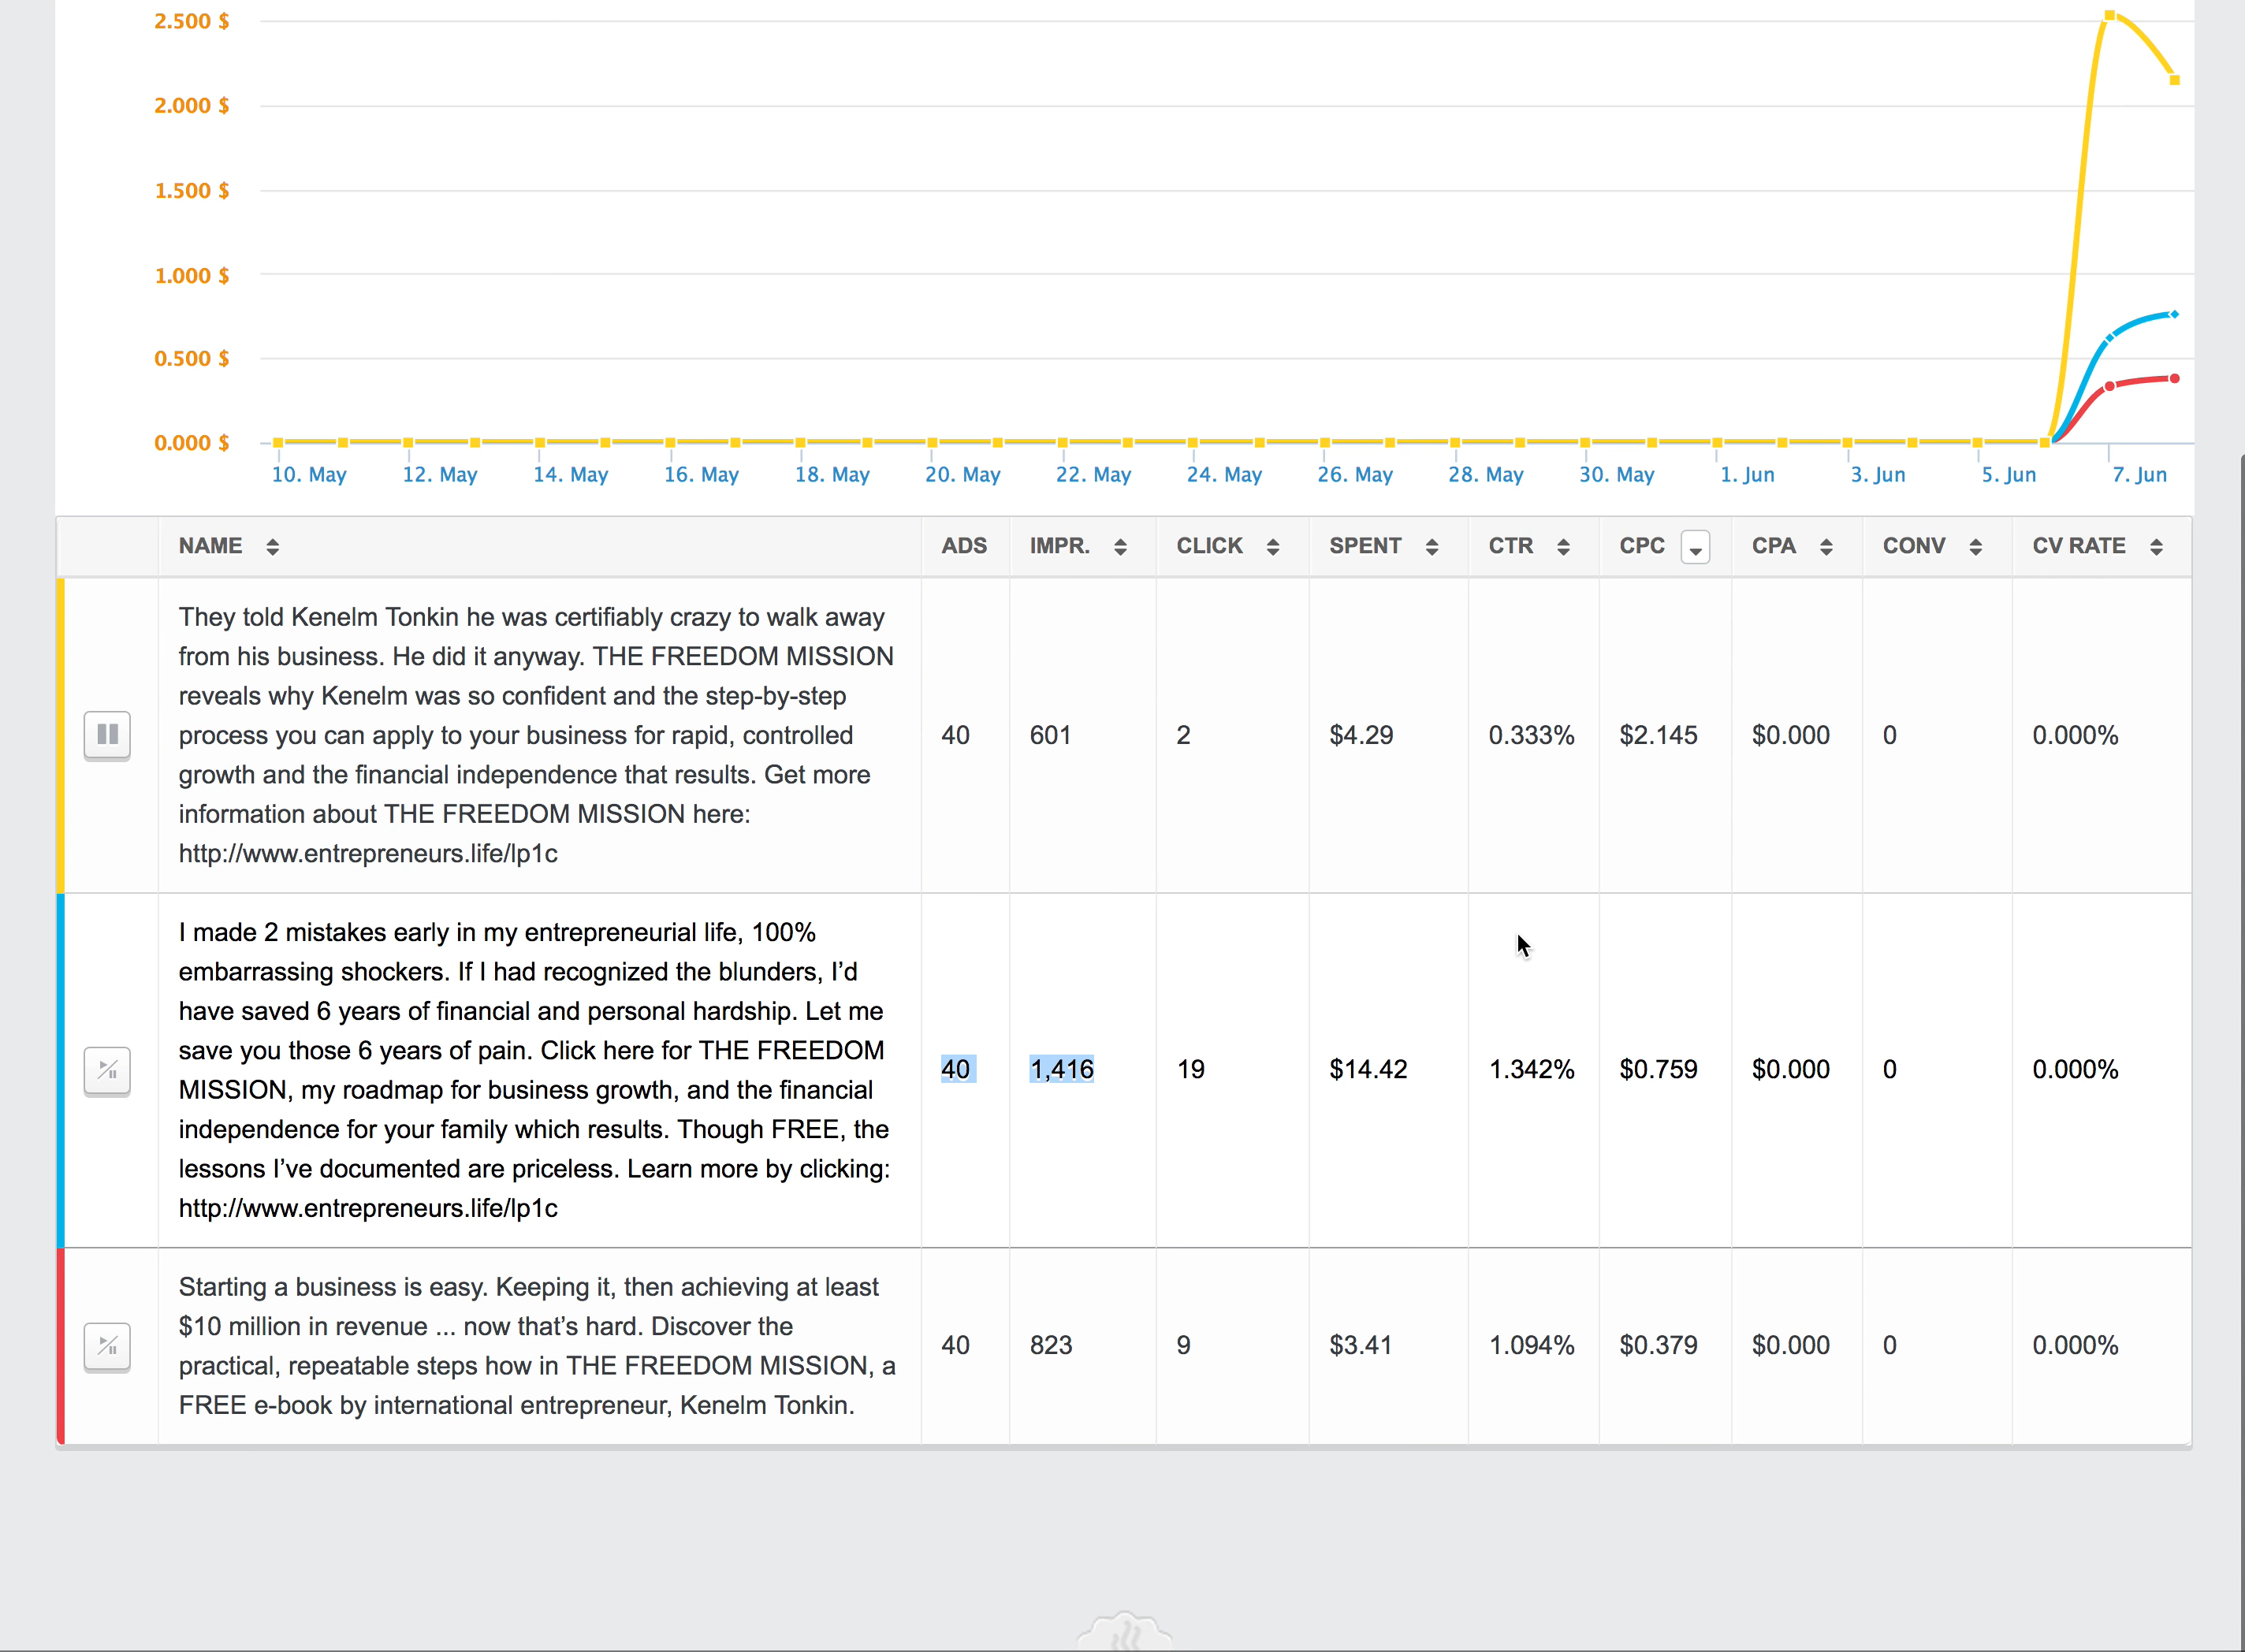 2.500 $
2.000 $
1.500 $
1.000 $
0.500 $
0.000 $
10. May 12. May 14. May 16. May 18. May 20. May 22. May 24. May 26. May 28. May 30. May 1. Jun 3. Jun 5. Jun 7. Jun
NAME ADS IMPR. CLICK SPENT CTR CPC CPA CONV CV RATE
They told Kenelm Tonkin he was certifiably crazy to walk away
from his business. He did it anyway. THE FREEDOM MISSION
reveals why Kenelm was so confident and the step-by-step
process you can apply to your business for rapid, controlled
growth and the financial independence that results. Get more
information about THE FREEDOM MISSION here:
http://www.entrepreneurs.life/lp1c
40 601 2 $4.29 0.333% $2.145 $0.000 0 0.000%
I made 2 mistakes early in my entrepreneurial life, 100%
embarrassing shockers. If I had recognized the blunders, I’d
have saved 6 years of financial and personal hardship. Let me
save you those 6 years of pain. Click here for THE FREEDOM
MISSION, my roadmap for business growth, and the financial
independence for your family which results. Though FREE, the
lessons I’ve documented are priceless. Learn more by clicking:
http://www.entrepreneurs.life/lp1c
40 1,416 19 $14.42 1.342% $0.759 $0.000 0 0.000%
Starting a business is easy. Keeping it, then achieving at least
$10 million in revenue ... now that’s hard. Discover the
practical, repeatable steps how in THE FREEDOM MISSION, a
FREE e-book by international entrepreneur, Kenelm Tonkin.
40 823 9 $3.41 1.094% $0.379 $0.000 0 0.000%